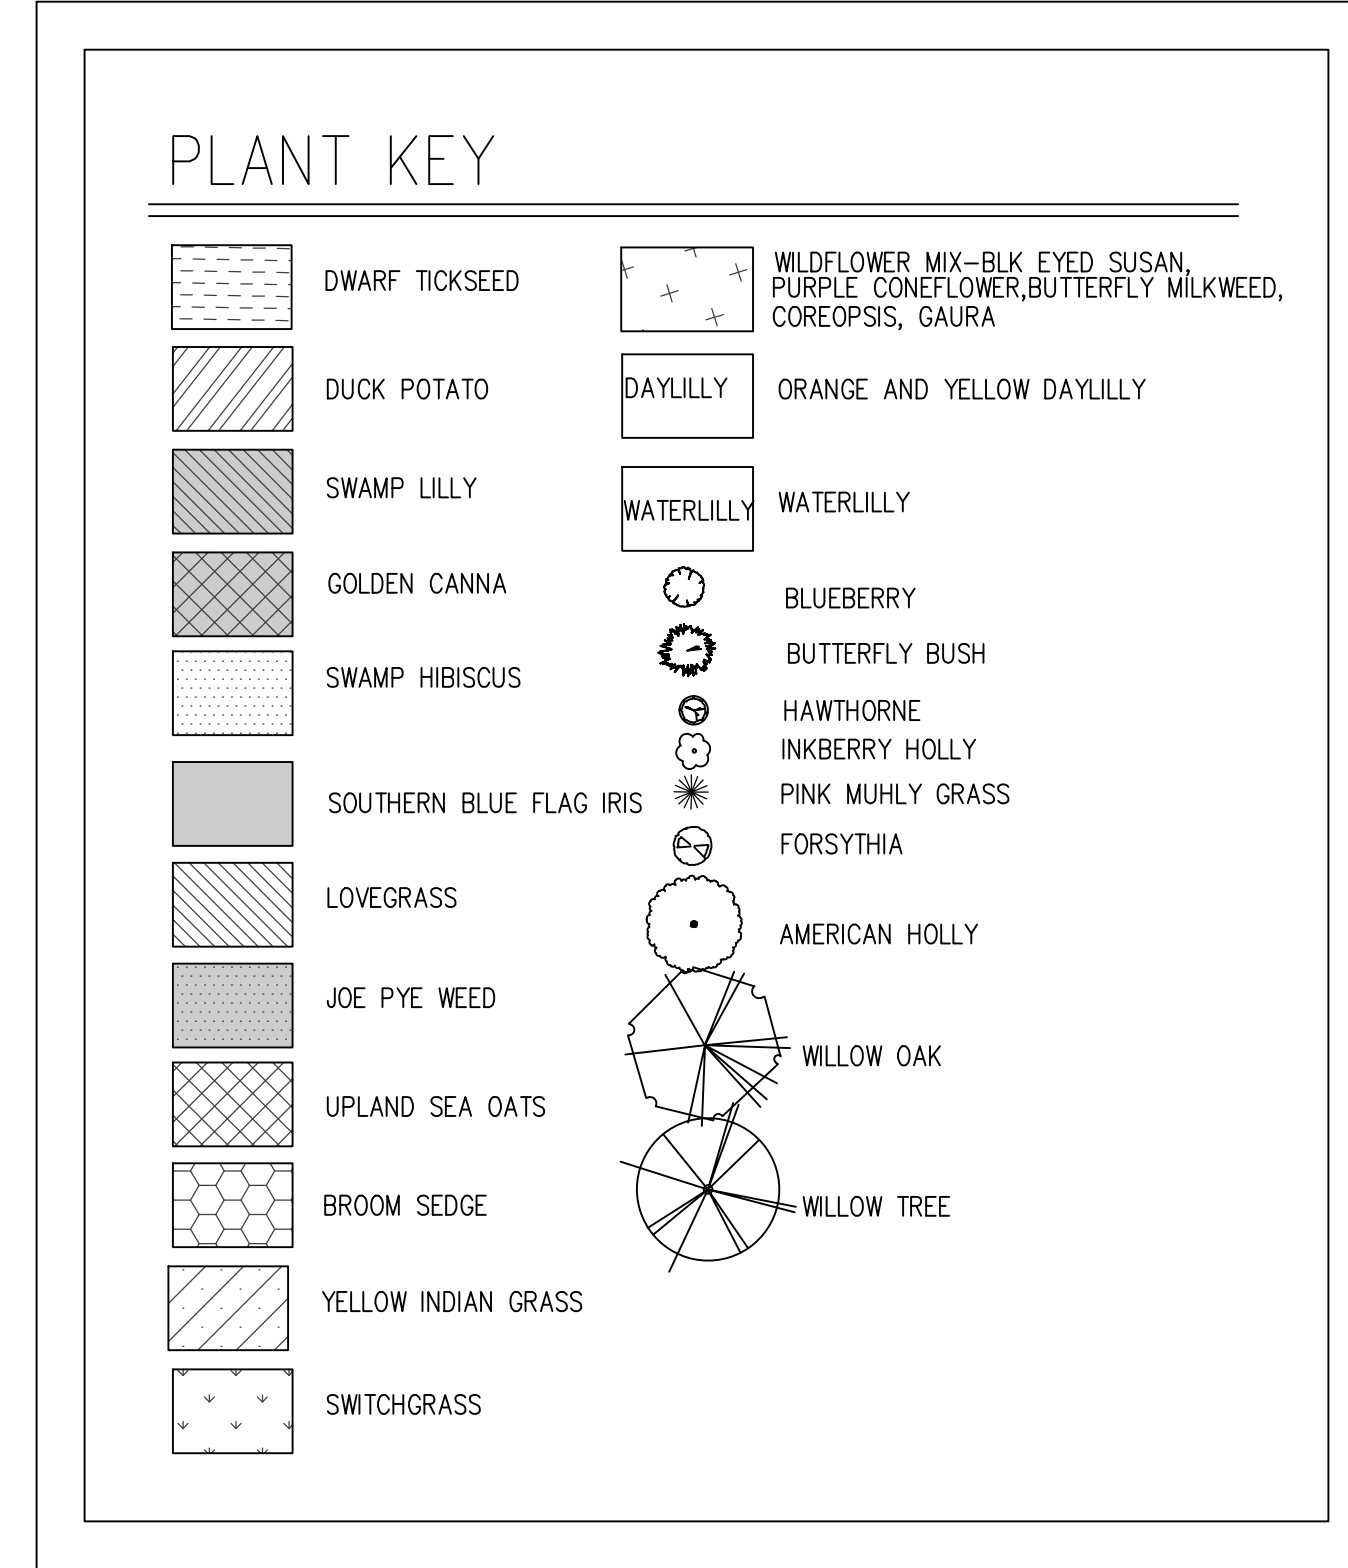 PLANT KEY
DWARF TICKSEED
DUCK POTATO
SWAMP LILLY
GOLDEN CANNA
SWAMP HIBISCUS
SOUTHERN BLUE FLAG IRIS
LOVEGRASS
JOE PYE WEED
UPLAND SEA OATS
BROOM SEDGE
YELLOW INDIAN GRASS
SWITCHGRASS
WILDFLOWER MIX-BLK EYED SUSAN,
PURPLE CONEFLOWER,BUTTERFLY MILKWEED,
COREOPSIS, GAURA
DAYLILLY ORANGE AND YELLOW DAYLILLY
WATERLILLY WATERLILLY
BLUEBERRY
BUTTERFLY BUSH
HAWTHORNE
INKBERRY HOLLY
PINK MUHLY GRASS
FORSYTHIA
AMERICAN HOLLY
WILLOW OAK
WILLOW TREE